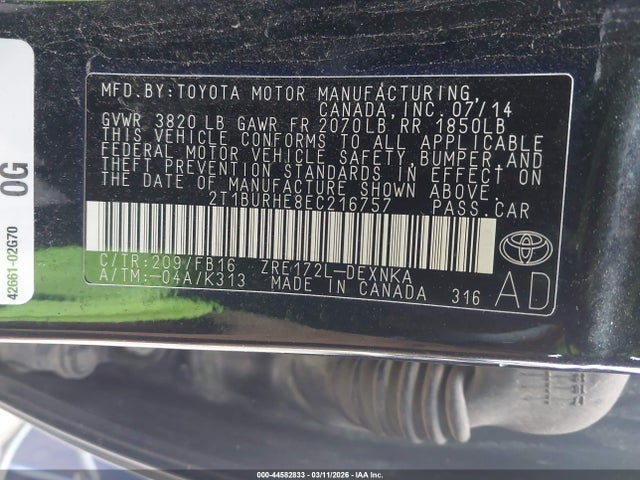 MFD.BY:TOYOTA MOTOR MANUFACTURING,
CANADA, INC. 07/14
GVWR 3820 LB GAWR FR 2070LB RR 1850LB
THIS VEHICLE CONFORMS TO ALL APPLICABLE
FEDERAL MOTOR VEHICLE SAFETY, BUMPER, AND
THEFT PREVENTION STANDARDS IN EFFECT ON
THE DATE OF MANUFACTURE SHOWN ABOVE.
2T1BURHE8EC216757 PASS.CAR
C/TR:209/FB16 ZRE172L-DEXNKA
A/TM:-04A/K313 MADE IN CANADA 316
AD
TOYOTA
42661-02G70
0G
000-44582833 - 03/11/2026 - IAA Inc.